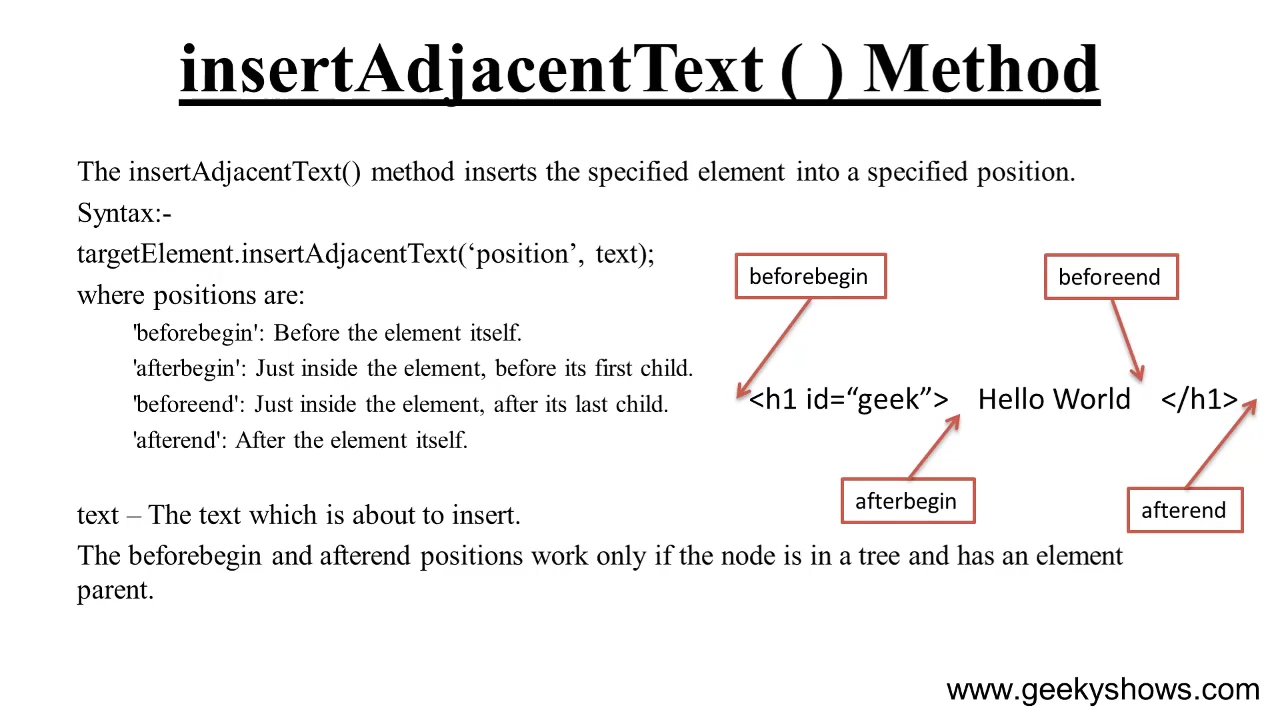 insertAdjacentText ( ) Method
The insertAdjacentText() method inserts the specified element into a specified position.
Syntax:-
targetElement.insertAdjacentText(‘position’, text);
where positions are:
'beforebegin': Before the element itself.
'afterbegin': Just inside the element, before its first child.
'beforeend': Just inside the element, after its last child.
'afterend': After the element itself.
beforebegin
beforeend
<h1 id=“geek”> Hello World </h1>
afterbegin
afterend
text – The text which is about to insert.
The beforebegin and afterend positions work only if the node is in a tree and has an element
parent.
www.geekyshows.com